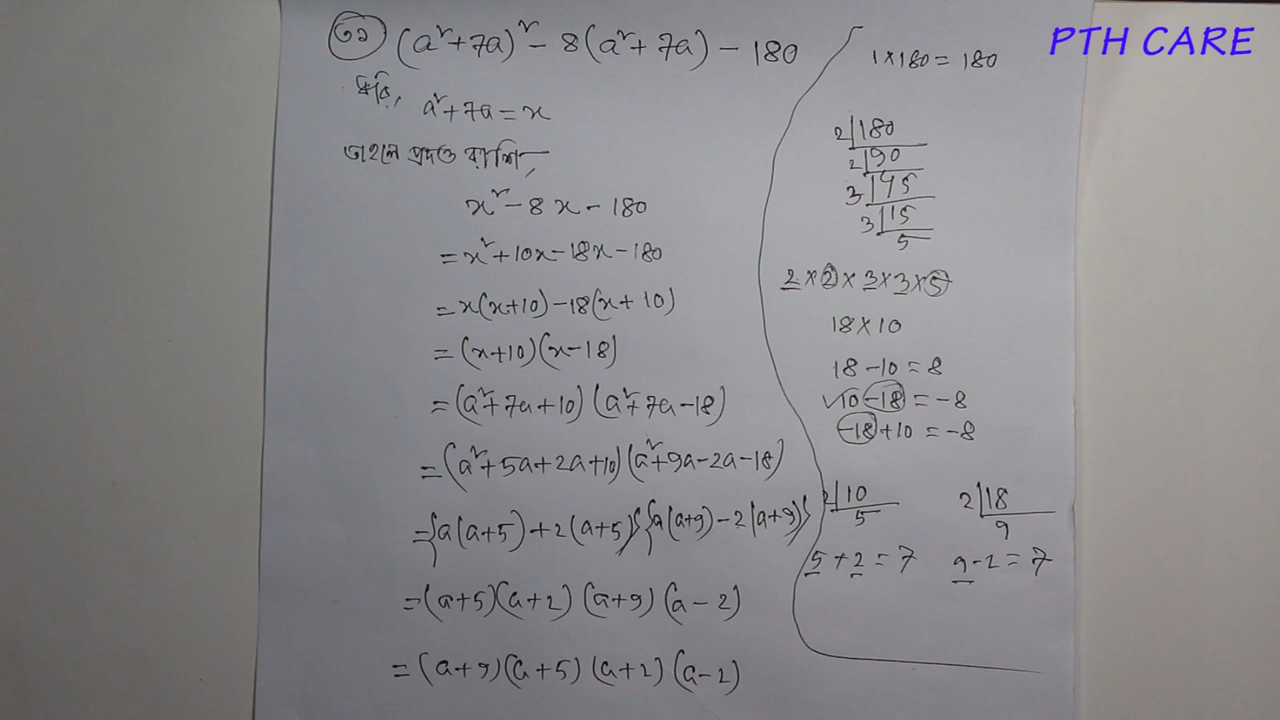 ৩১ (a²+7a)² - 8(a²+7a) - 180
ধরি, a²+7a = x
তাহলে প্রদত্ত রাশি,
x² - 8x - 180
= x² + 10x - 18x - 180
= x(x+10) - 18(x+10)
= (x+10)(x-18)
= (a²+7a+10) (a²+7a-18)
= (a²+5a+2a+10) (a²+9a-2a-18)
= {a(a+5)+2(a+5)} {a(a+9)-2(a+9)}
= (a+5)(a+2) (a+9) (a-2)
= (a+9)(a+5) (a+2) (a-2)
PTH CARE
1×180 = 180
2|180
2|90
3|45
3|15
5
2×2×3×3×5
18×10
18-10 = 8
√10-18 = -8
-18+10 = -8
2|10
5
2|18
9
5+2 = 7
9-2 = 7